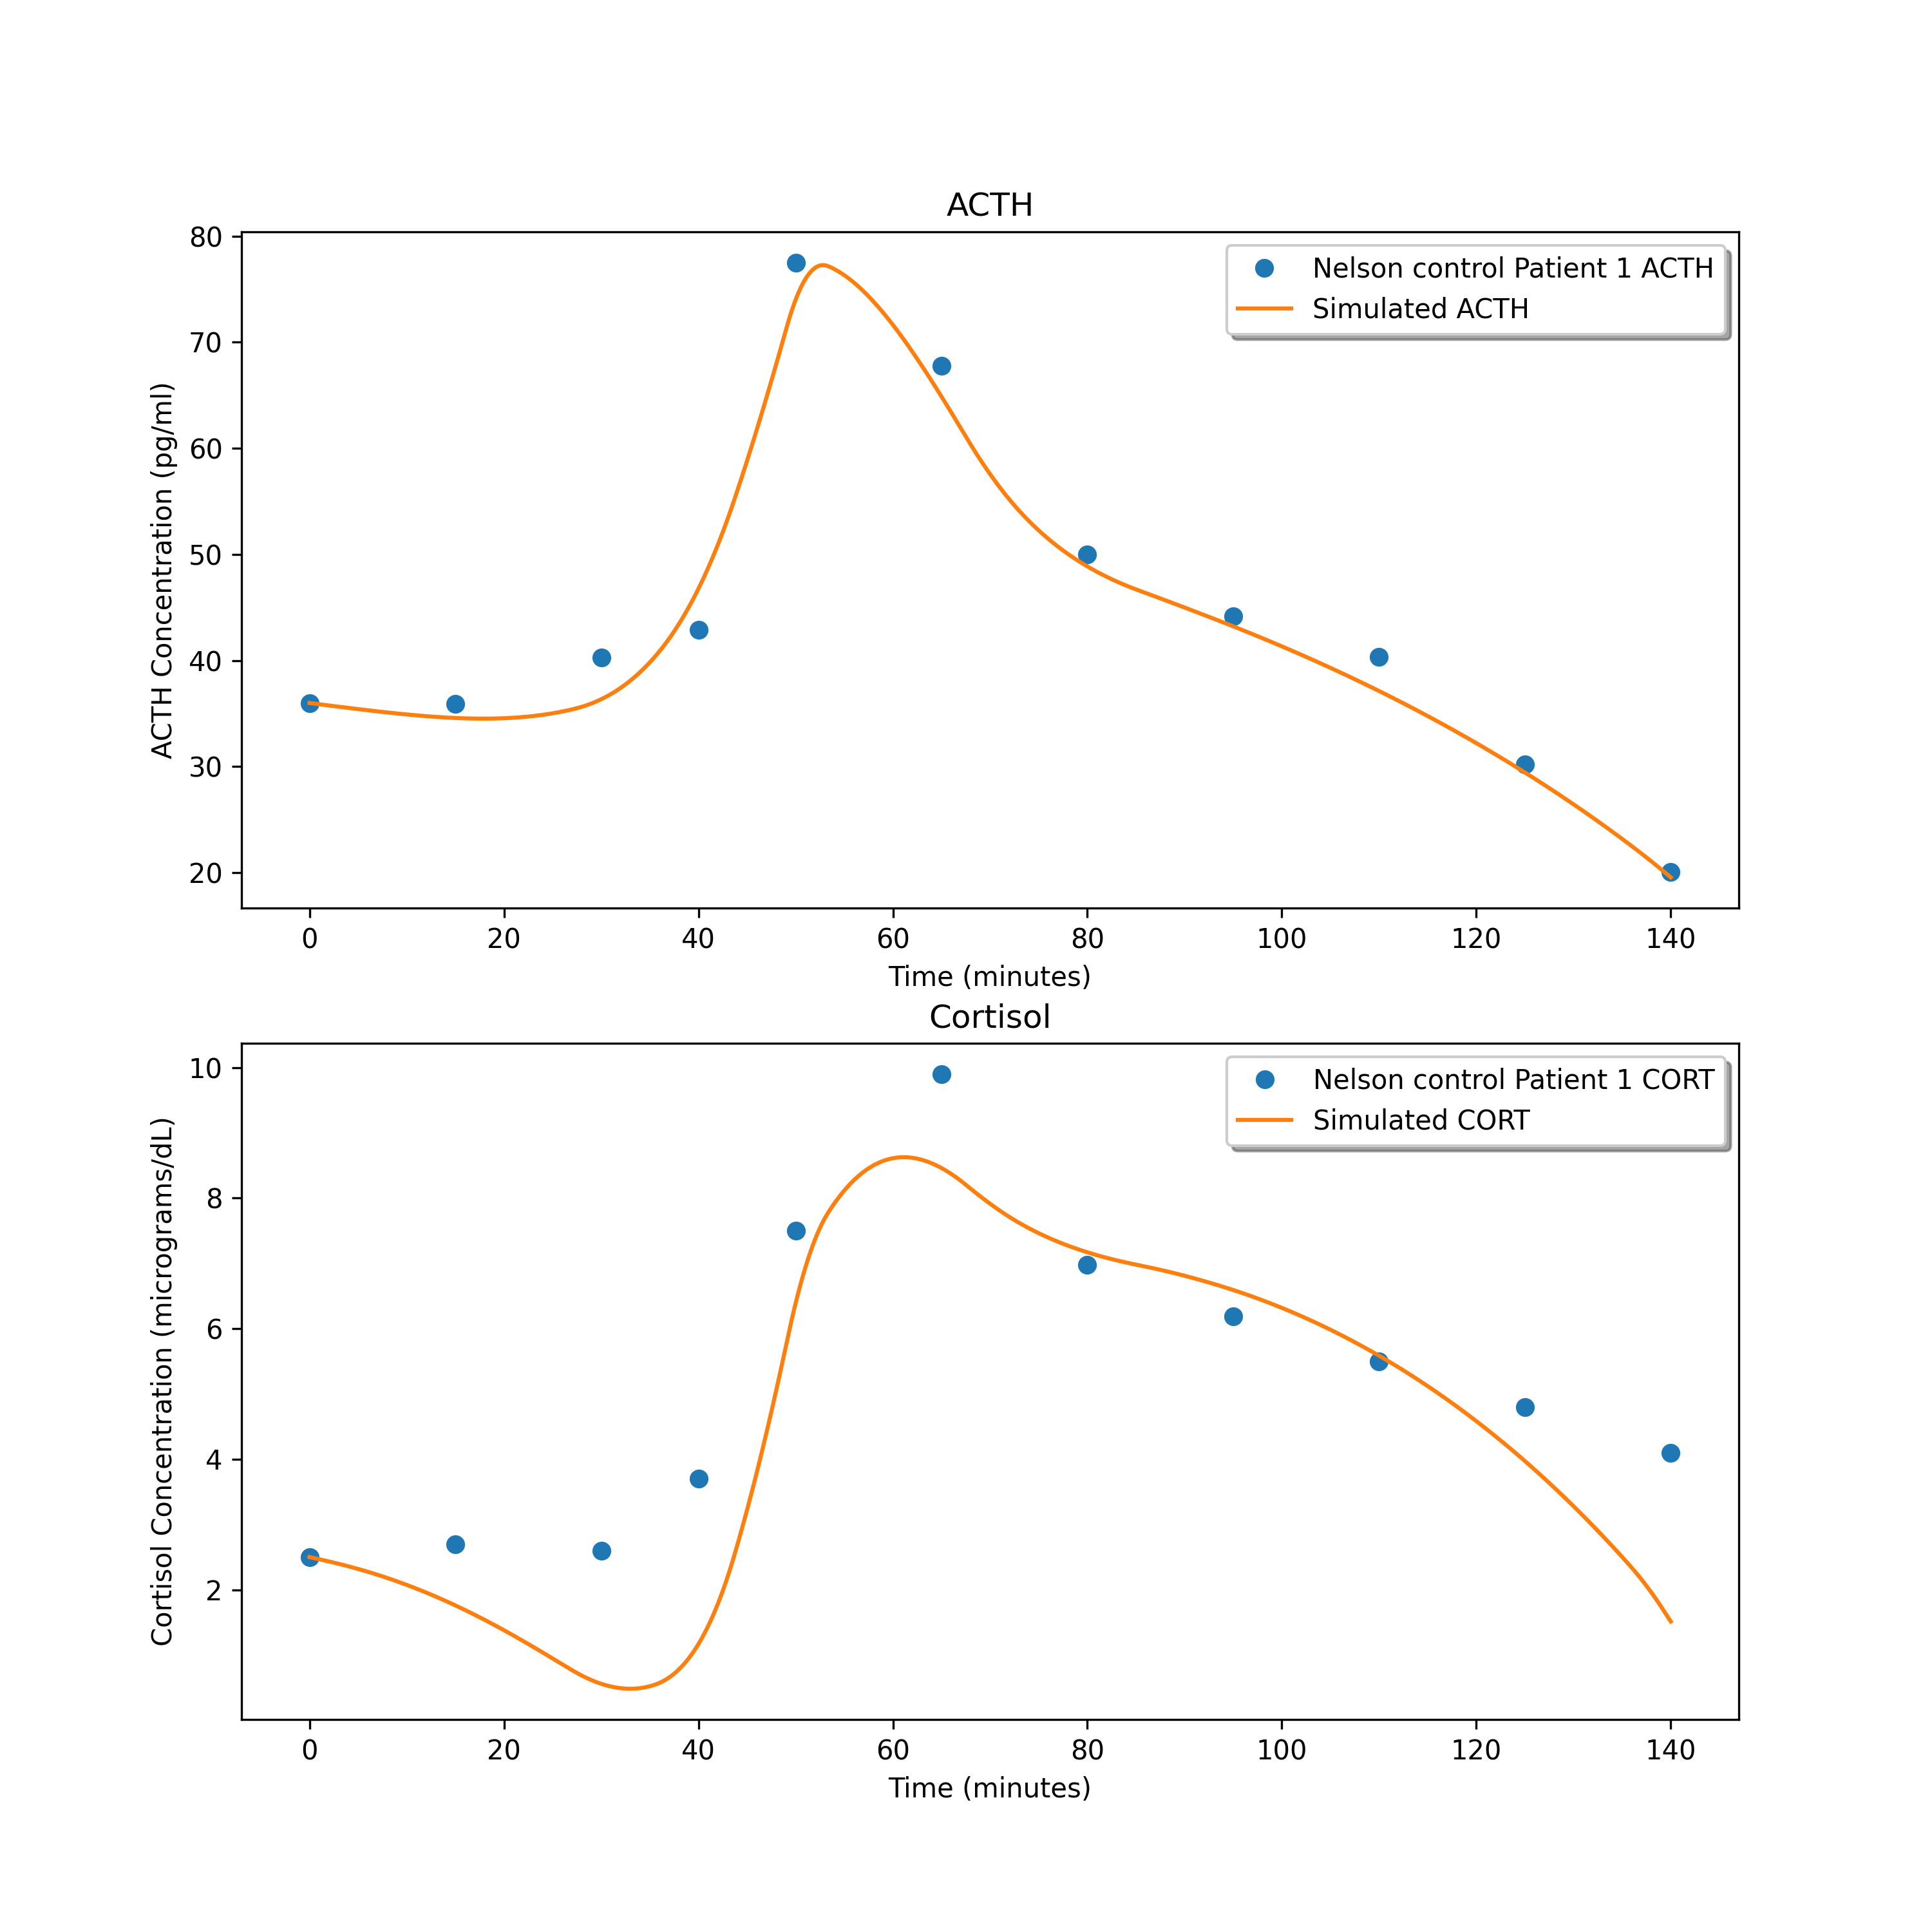 ACTH
80
70
60
50
40
30
20
ACTH Concentration (pg/ml)
Nelson control Patient 1 ACTH
Simulated ACTH
0 20 40 60 80 100 120 140
Time (minutes)
Cortisol
10
8
6
4
2
Cortisol Concentration (micrograms/dL)
Nelson control Patient 1 CORT
Simulated CORT
0 20 40 60 80 100 120 140
Time (minutes)